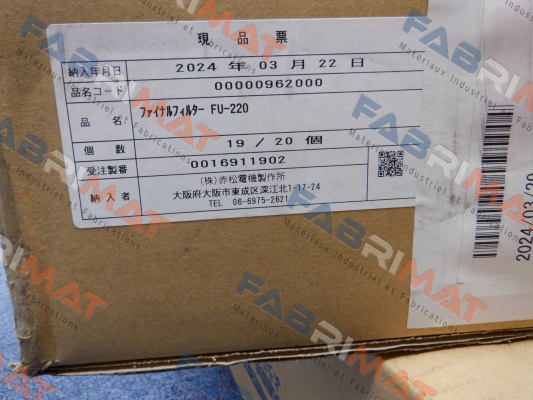 現品票
納入年月日 2024 年 03 月 22 日
品名コード 00000962000
品名 ファイナルフィルター FU-220
個数 19 / 20 個
受注製番 0016911902
納入者 (株)赤松電機製作所
大阪府大阪市東成区深江北1-17-24
TEL 06-6975-2621
2024/03/29
FABRIMAT
Materiaux Industriel et Fabrications